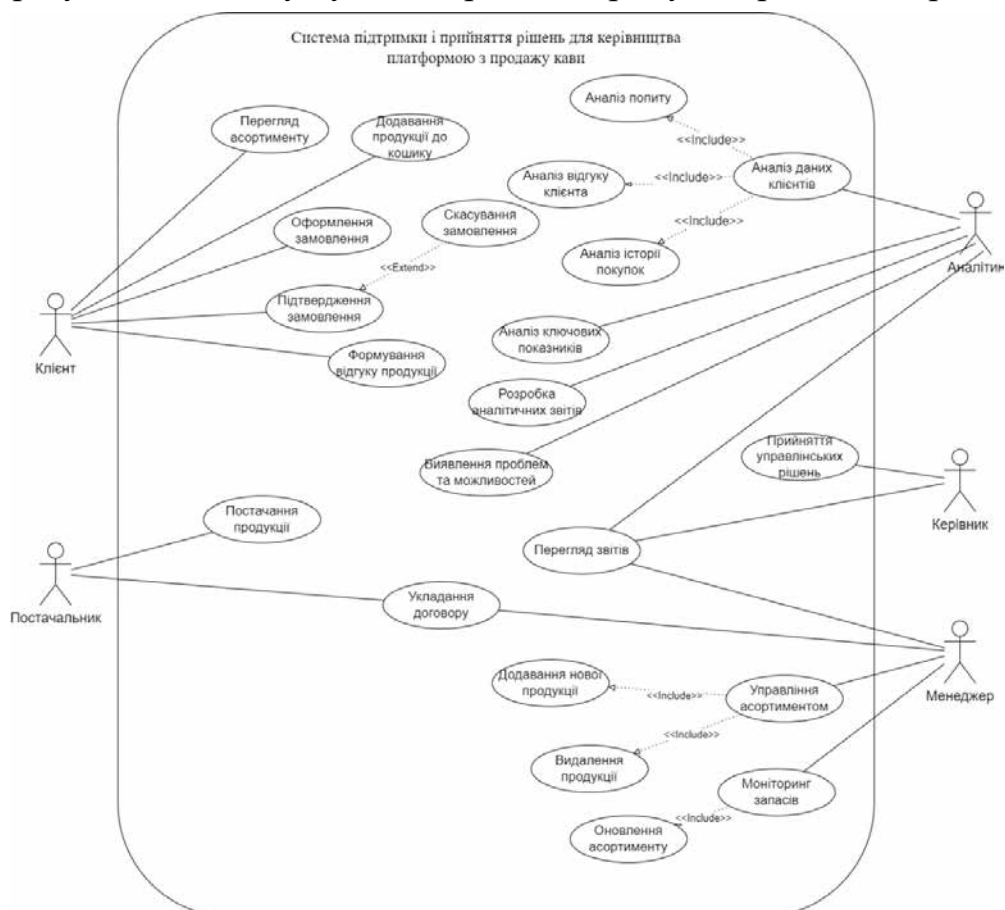 Система підтримки і прийняття рішень для керівництва
платформою з продажу кави
Аналіз попиту
Перегляд
асортименту
Додавання
продукції до
кошику
<<Include>>
Аналіз відгуку
клієнта
<<Include>>
Аналіз даних
клієнтів
Скасування
замовлення
<<Include>>
Оформлення
замовлення
Аналіз історії
покупок
Аналітик
<<Extend>>
Підтвердження
замовлення
Аналіз ключових
показників
Клієнт
Формування
відгуку продукції
Розробка
аналітичних звітів
Прийняття
управлінських
рішень
Виявлення проблем
та можливостей
Керівник
Постачання
продукції
Перегляд звітів
Постачальник
Укладання
договору
Додавання нової
продукції
<<Include>>
Управління
асортиментом
Менеджер
<<Include>>
Видалення
продукції
Моніторинг
запасів
<<Include>>
Оновлення
асортименту